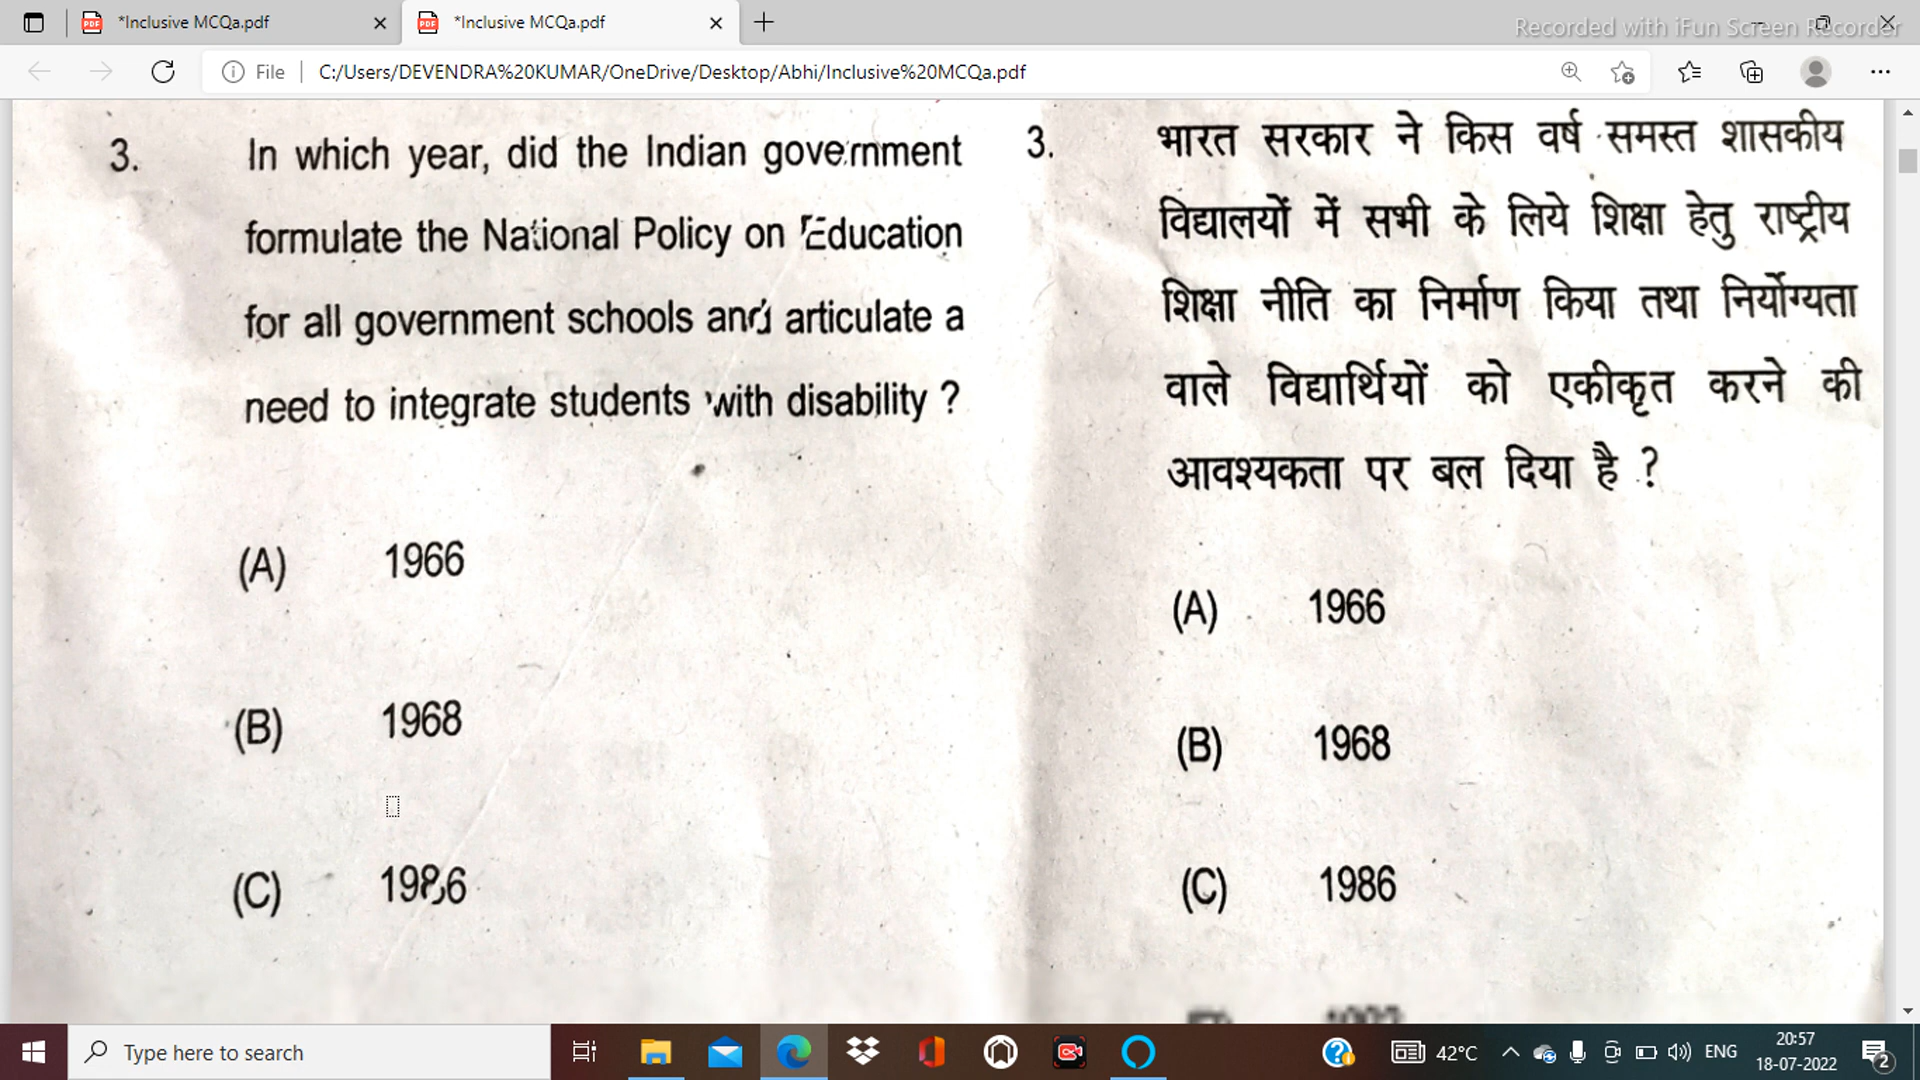 *Inclusive MCQa.pdf
*Inclusive MCQa.pdf
Recorded with iFun Screen Recorder
File
C:/Users/DEVENDRA%20KUMAR/OneDrive/Desktop/Abhi/Inclusive%20MCQa.pdf
3. In which year, did the Indian government
formulate the National Policy on Education
for all government schools and articulate a
need to integrate students with disability ?
(A) 1966
(B) 1968
(C) 1986
3. भारत सरकार ने किस वर्ष समस्त शासकीय
विद्यालयों में सभी के लिये शिक्षा हेतु राष्ट्रीय
शिक्षा नीति का निर्माण किया तथा निर्योग्यता
वाले विद्यार्थियों को एकीकृत करने की
आवश्यकता पर बल दिया है ?
(A) 1966
(B) 1968
(C) 1986
Type here to search
42°C
ENG
20:57
18-07-2022
2